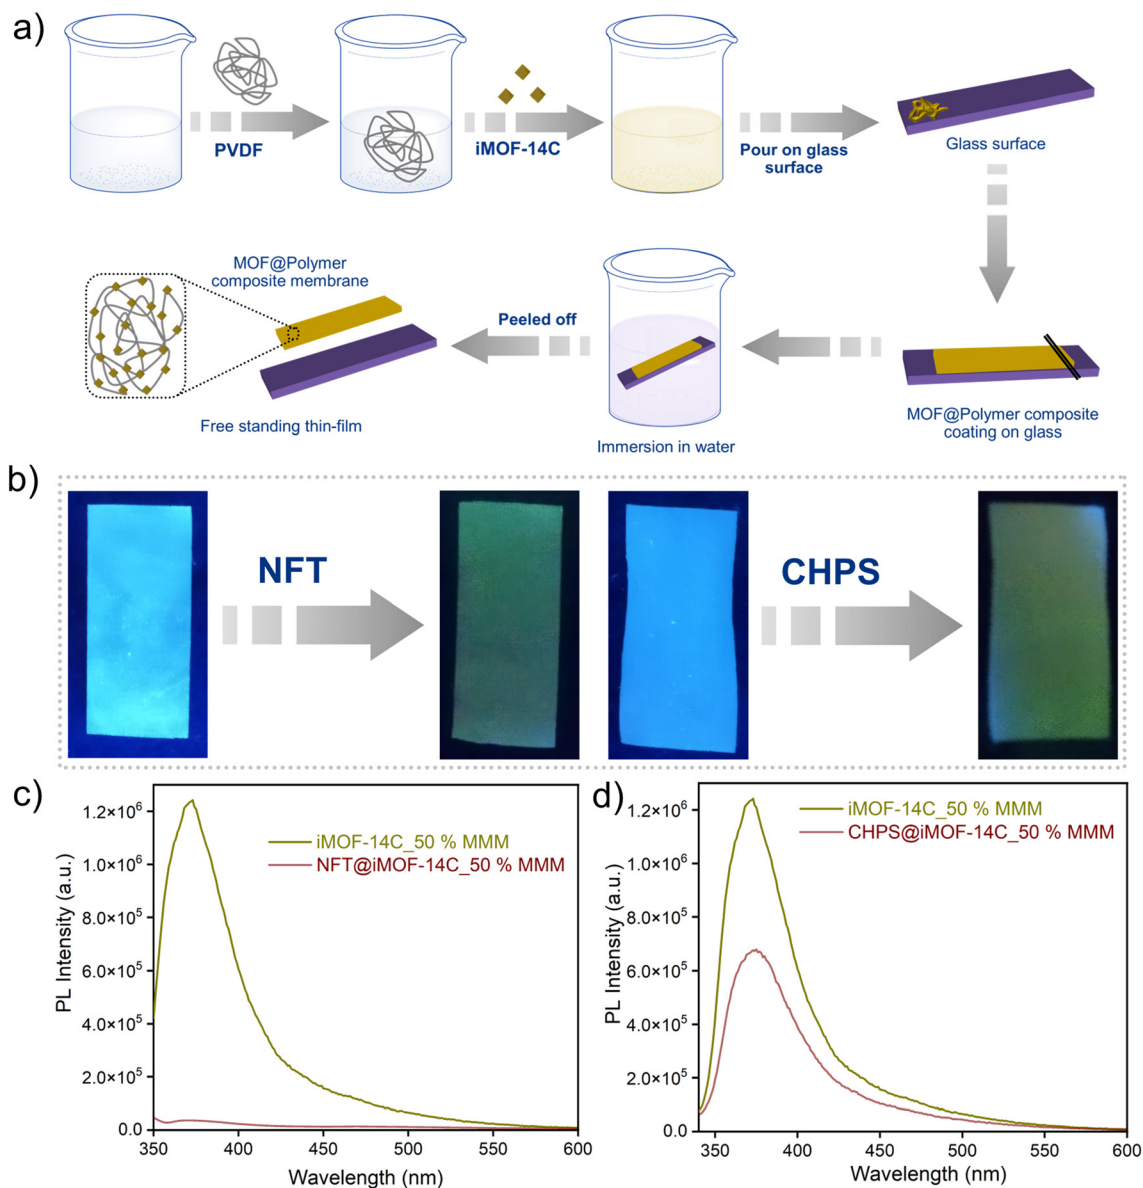 a)
PVDF
iMOF-14C
Pour on glass
surface
Glass surface
MOF@Polymer
composite membrane
Peeled off
Free standing thin-film
Immersion in water
MOF@Polymer composite
coating on glass
b)
NFT
CHPS
c)
1.2×10⁶
1.0×10⁶
8.0×10⁵
6.0×10⁵
4.0×10⁵
2.0×10⁵
0.0
PL Intensity (a.u.)
iMOF-14C_50 % MMM
NFT@iMOF-14C_50 % MMM
350 400 450 500 550 600
Wavelength (nm)
d)
1.2×10⁶
1.0×10⁶
8.0×10⁵
6.0×10⁵
4.0×10⁵
2.0×10⁵
0.0
PL Intensity (a.u.)
iMOF-14C_50 % MMM
CHPS@iMOF-14C_50 % MMM
350 400 450 500 550 600
Wavelength (nm)